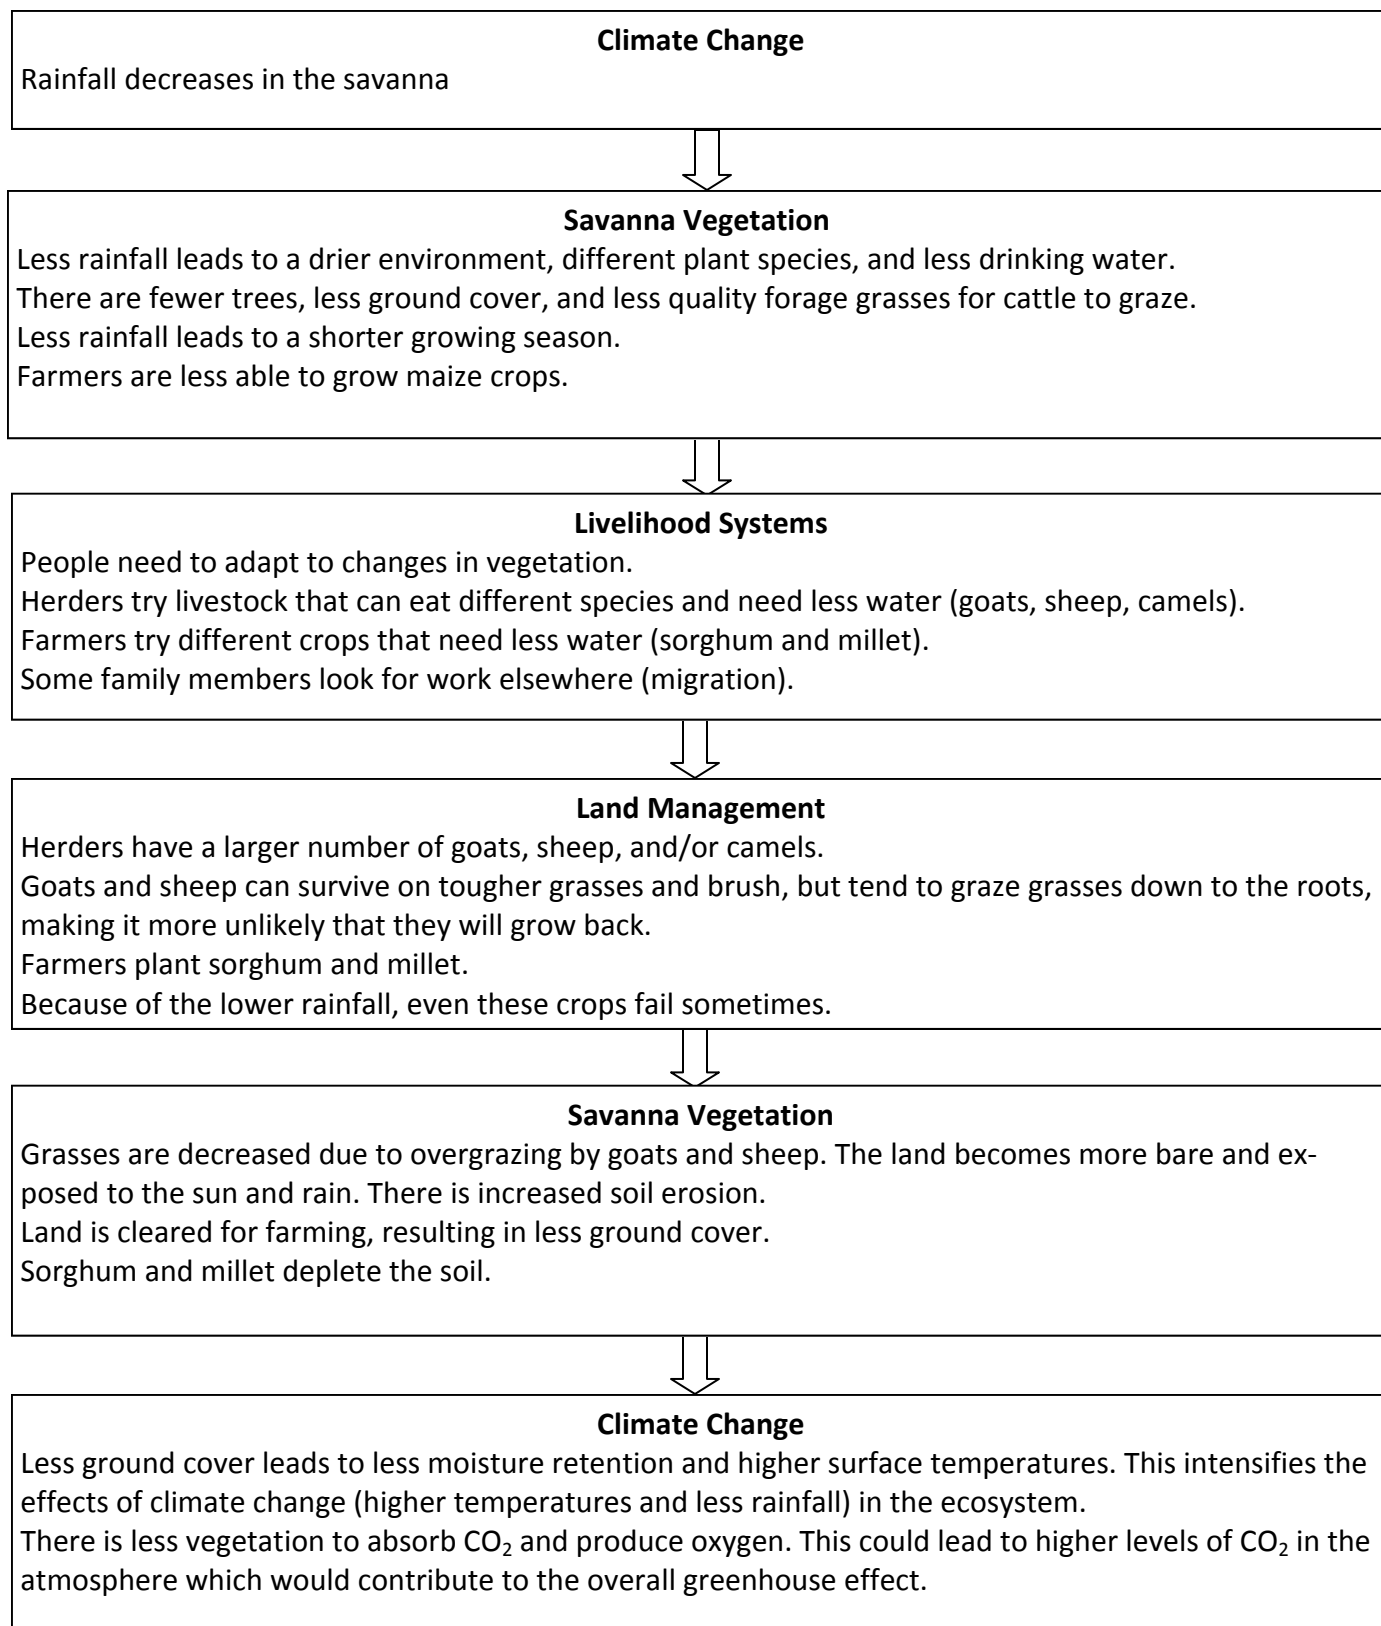 Climate Change
Rainfall decreases in the savanna
Savanna Vegetation
Less rainfall leads to a drier environment, different plant species, and less drinking water.
There are fewer trees, less ground cover, and less quality forage grasses for cattle to graze.
Less rainfall leads to a shorter growing season.
Farmers are less able to grow maize crops.
Livelihood Systems
People need to adapt to changes in vegetation.
Herders try livestock that can eat different species and need less water (goats, sheep, camels).
Farmers try different crops that need less water (sorghum and millet).
Some family members look for work elsewhere (migration).
Land Management
Herders have a larger number of goats, sheep, and/or camels.
Goats and sheep can survive on tougher grasses and brush, but tend to graze grasses down to the roots,
making it more unlikely that they will grow back.
Farmers plant sorghum and millet.
Because of the lower rainfall, even these crops fail sometimes.
Savanna Vegetation
Grasses are decreased due to overgrazing by goats and sheep. The land becomes more bare and ex-
posed to the sun and rain. There is increased soil erosion.
Land is cleared for farming, resulting in less ground cover.
Sorghum and millet deplete the soil.
Climate Change
Less ground cover leads to less moisture retention and higher surface temperatures. This intensifies the
effects of climate change (higher temperatures and less rainfall) in the ecosystem.
There is less vegetation to absorb CO₂ and produce oxygen. This could lead to higher levels of CO₂ in the
atmosphere which would contribute to the overall greenhouse effect.